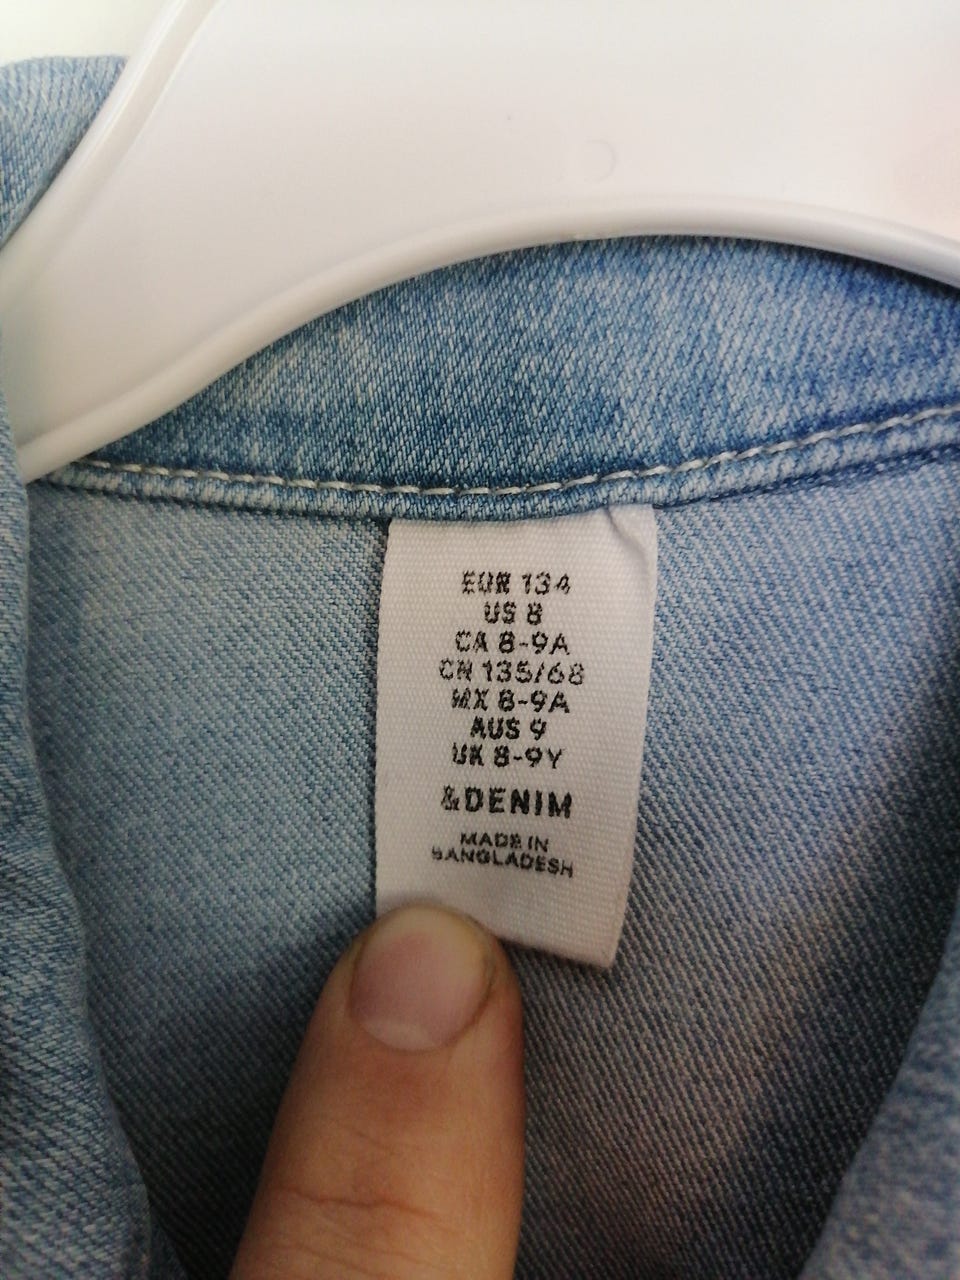 EUR 134
US 8
CA 8-9A
CN 135/68
MX 8-9A
AUS 9
UK 8-9Y
&DENIM
MADE IN
BANGLADESH